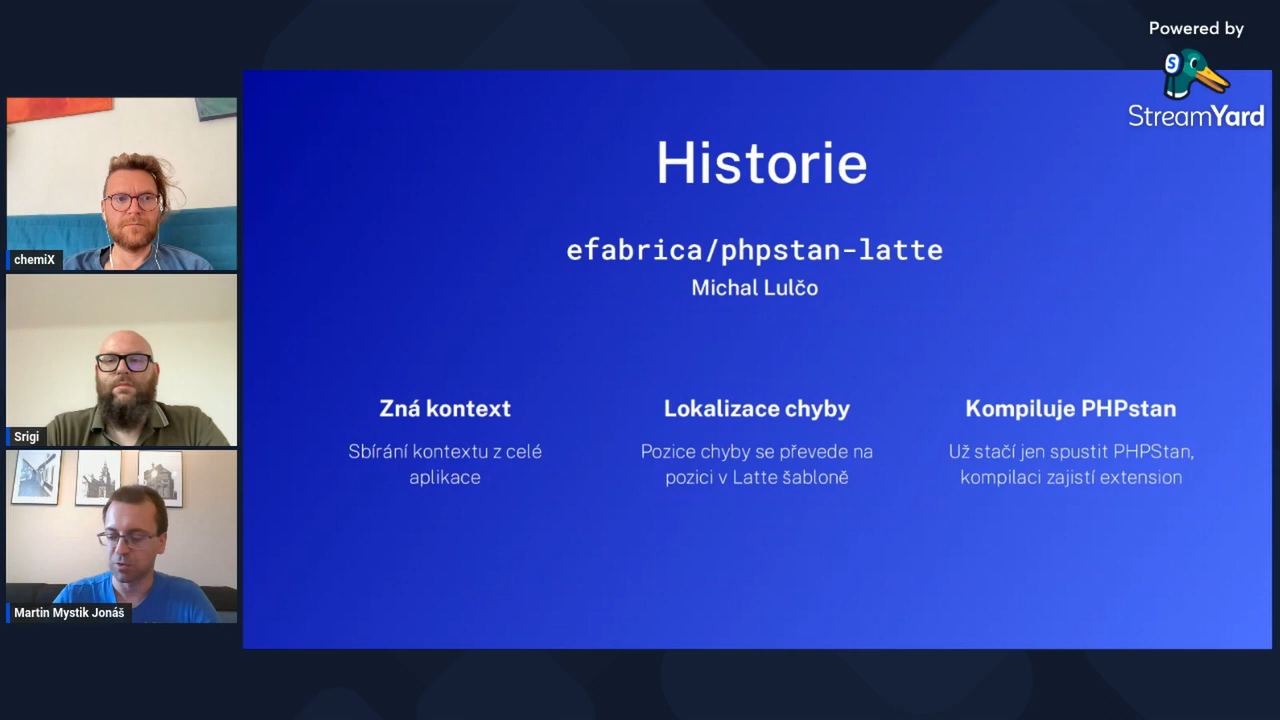 Powered by
S
StreamYard
Historie
efabrica/phpstan-latte
Michal Lulčo
Zná kontext
Sbírání kontextu z celé
aplikace
Lokalizace chyby
Pozice chyby se převede na
pozici v Latte šabloně
Kompiluje PHPstan
Už stačí jen spustit PHPStan,
kompilaci zajistí extension
chemiX
Srigi
Martin Mystik Jonáš